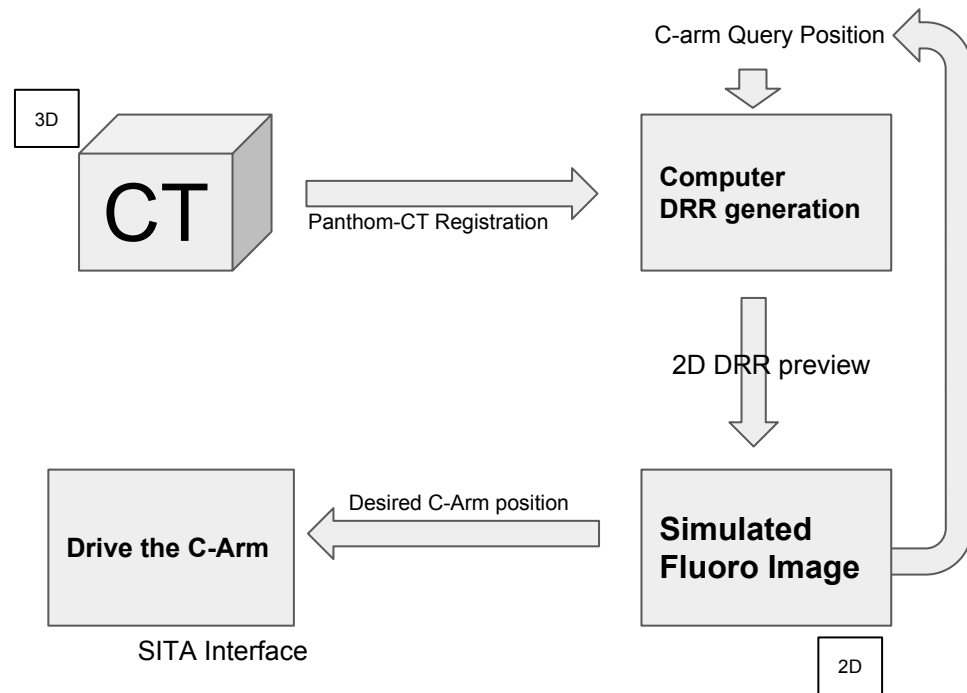 C-arm Query Position
3D
CT
Computer
DRR generation
Panthom-CT Registration
2D DRR preview
Desired C-Arm position
Drive the C-Arm
Simulated
Fluoro Image
SITA Interface
2D